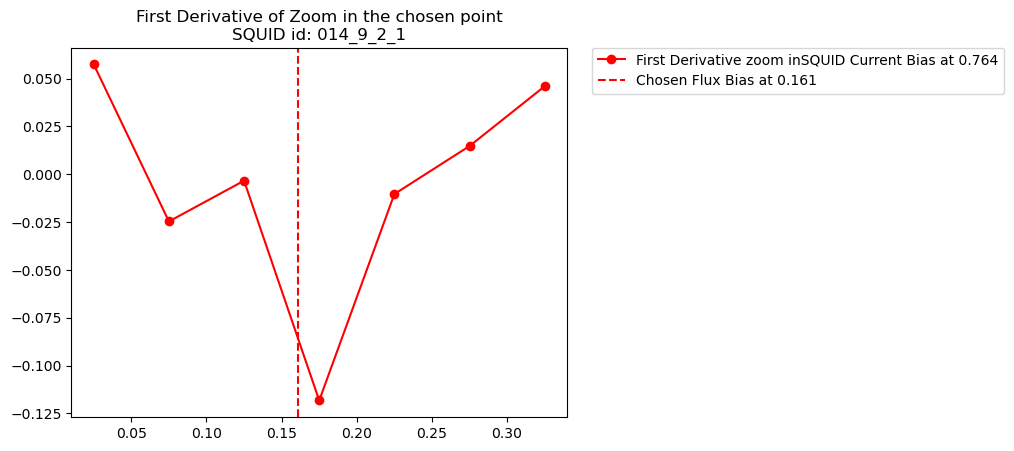 First Derivative of Zoom in the chosen point
SQUID id: 014_9_2_1
First Derivative zoom inSQUID Current Bias at 0.764
Chosen Flux Bias at 0.161
0.050
0.025
0.000
−0.025
−0.050
−0.075
−0.100
−0.125
0.05 0.10 0.15 0.20 0.25 0.30